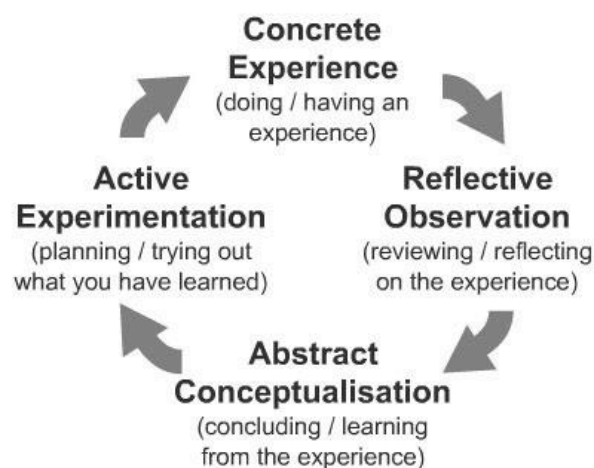 Concrete
Experience
(doing / having an
experience)
Reflective
Observation
(reviewing / reflecting
on the experience)
Abstract
Conceptualisation
(concluding / learning
from the experience)
Active
Experimentation
(planning / trying out
what you have learned)